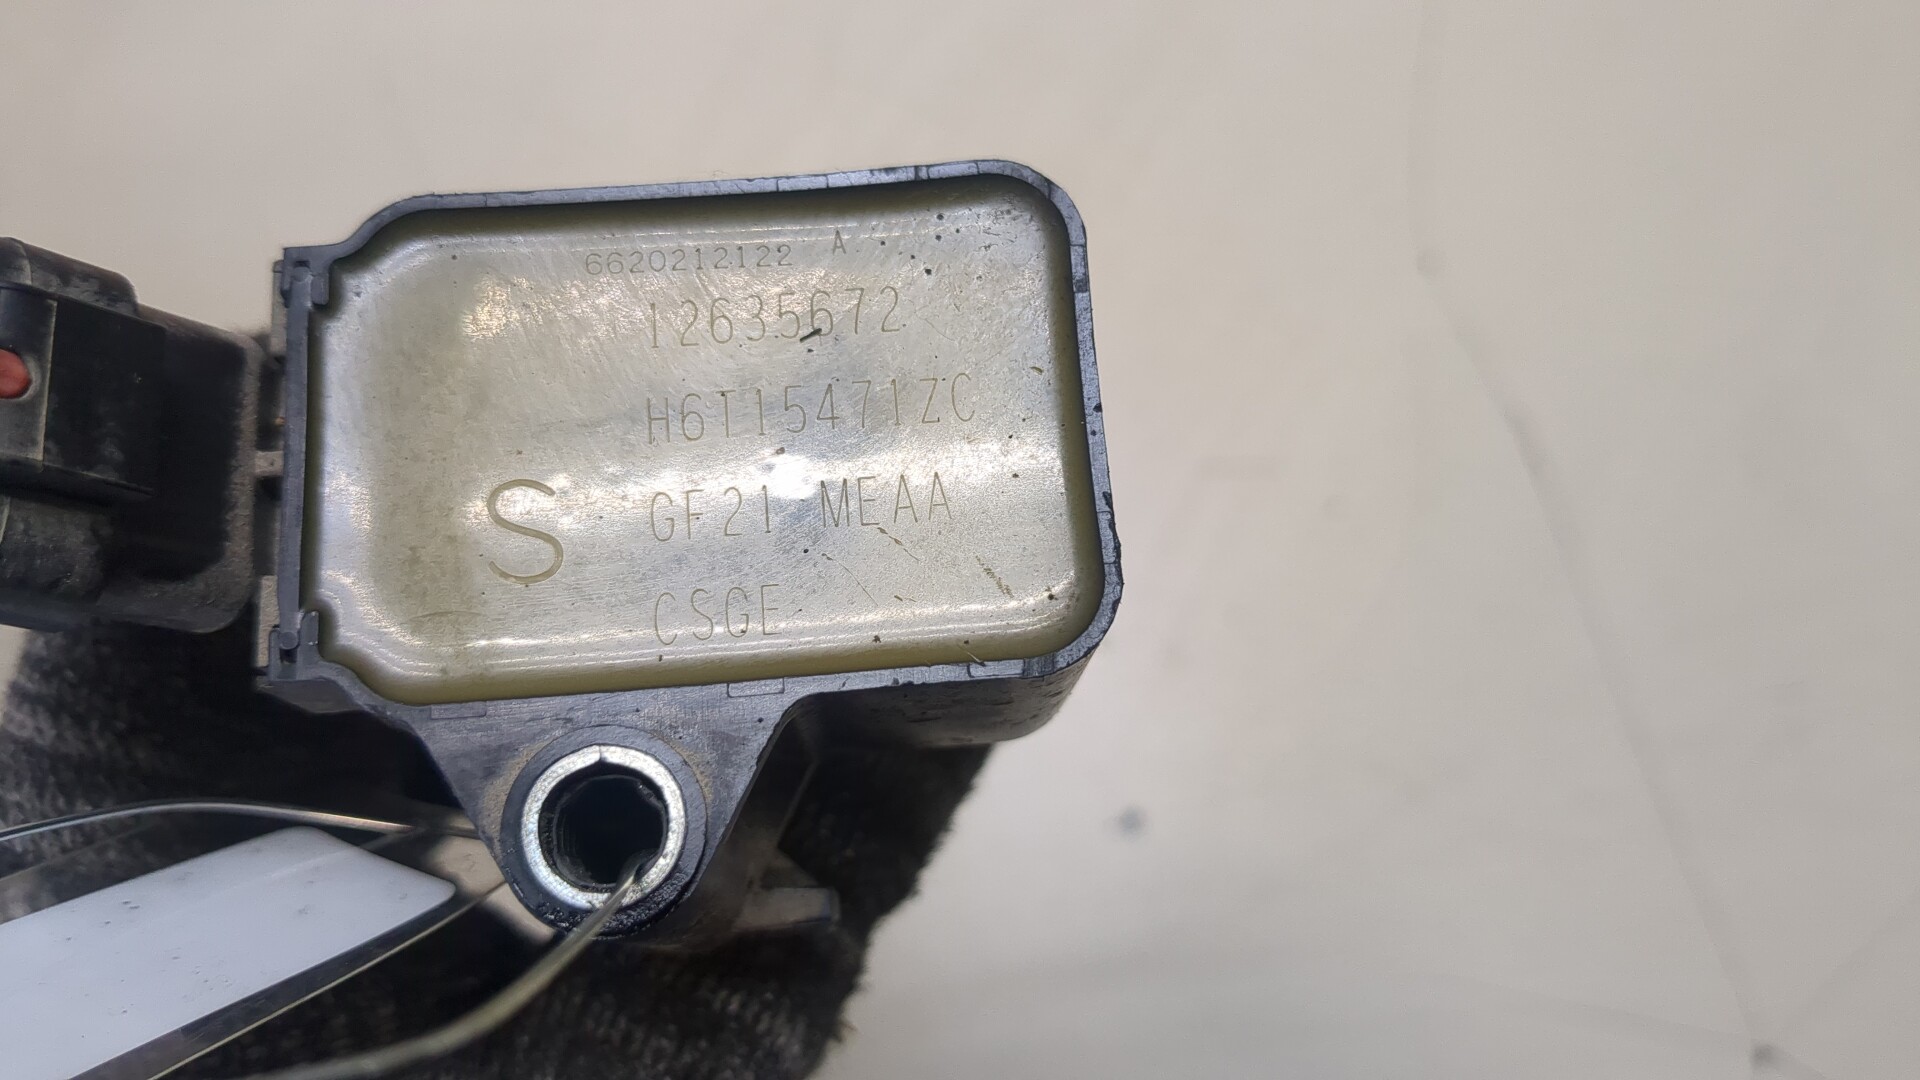 6620212122 A
12635672
H6T15471ZC
S GF21 MEAA
CSGE